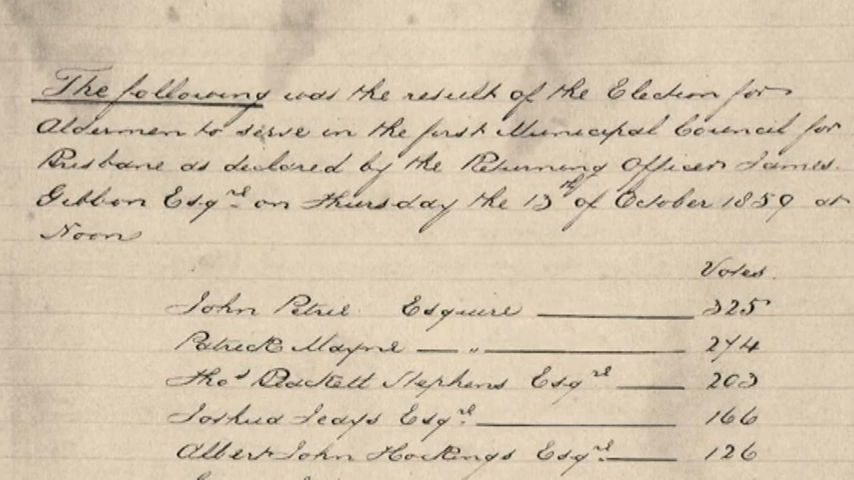 The following was the result of the Election for
Aldermen to serve in the first Municipal Council for
Brisbane as declared by the Returning Officer James
Gibbon Esqre on Thursday the 13th of October 1859 at
Noon
Votes
John Petrie Esquire — 325
Patrick Mayne — " — 274
Thos Blackett Stephens Esqre — 203
Joshua Jeays Esqre — 166
Albert John Hockings Esqre — 126